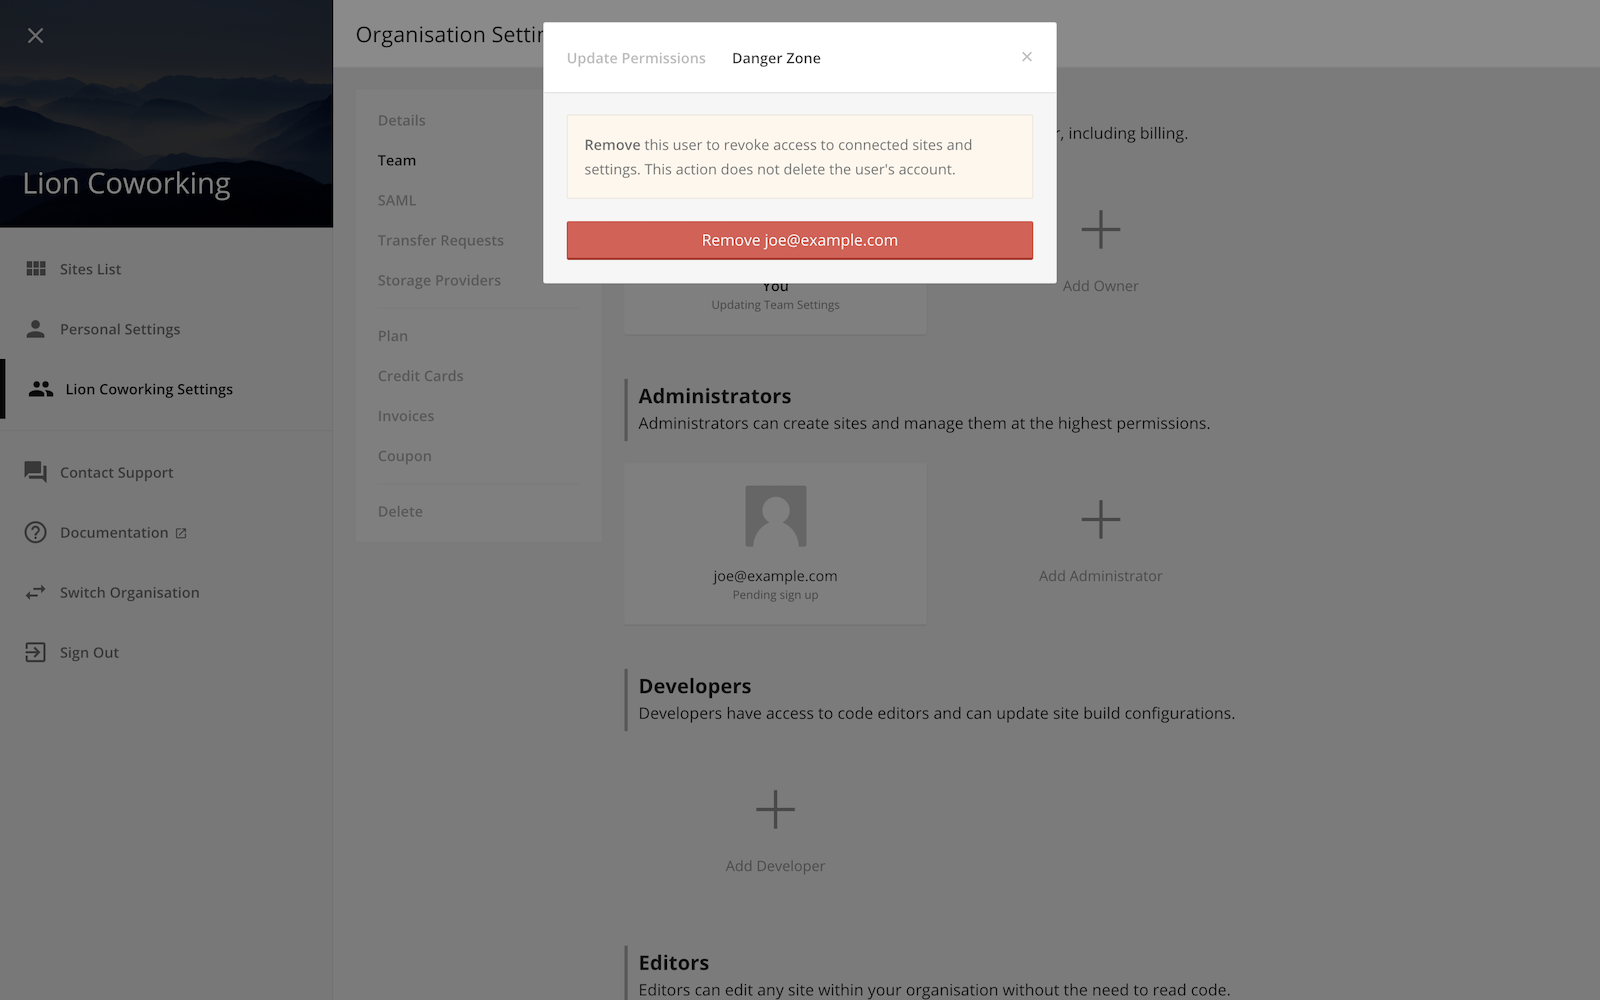 Lion Coworking
Sites List
Personal Settings
Lion Coworking Settings
Contact Support
Documentation
Switch Organisation
Sign Out
Organisation Settin
Details
Team
SAML
Transfer Requests
Storage Providers
Plan
Credit Cards
Invoices
Coupon
Delete
Update Permissions
Danger Zone
Remove this user to revoke access to connected sites and
settings. This action does not delete the user's account.
Remove joe@example.com
, including billing.
You
Updating Team Settings
Add Owner
Administrators
Administrators can create sites and manage them at the highest permissions.
joe@example.com
Pending sign up
Add Administrator
Developers
Developers have access to code editors and can update site build configurations.
Add Developer
Editors
Editors can edit any site within your organisation without the need to read code.